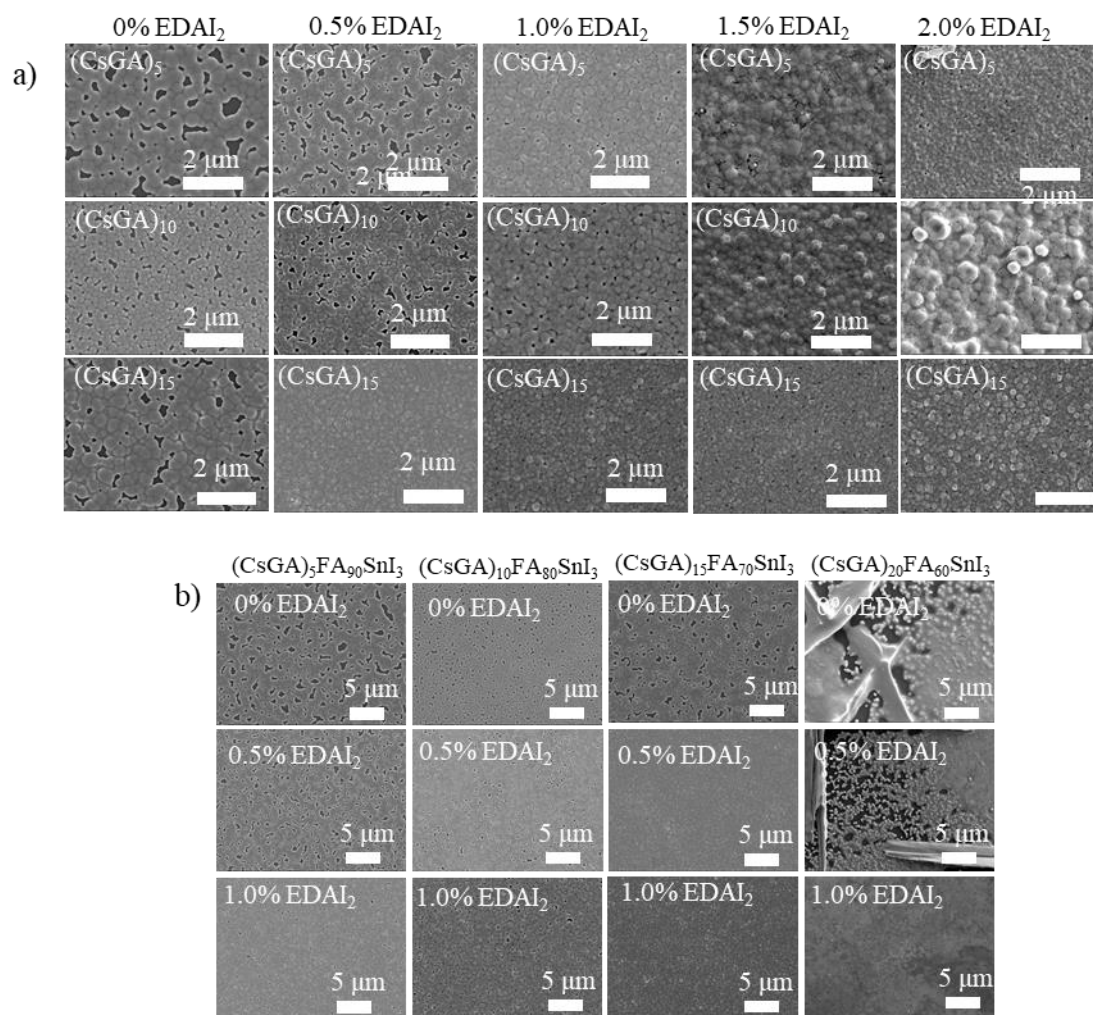 0% EDAI₂ 0.5% EDAI₂ 1.0% EDAI₂ 1.5% EDAI₂ 2.0% EDAI₂
a)
(CsGA)₅ (CsGA)₅ (CsGA)₅ (CsGA)₅ (CsGA)₅
2 μm 2 μm 2 μm 2 μm 2 μm 2 μm
(CsGA)₁₀ (CsGA)₁₀ (CsGA)₁₀ (CsGA)₁₀
2 μm 2 μm 2 μm 2 μm
(CsGA)₁₅ (CsGA)₁₅ (CsGA)₁₅ (CsGA)₁₅ (CsGA)₁₅
2 μm 2 μm 2 μm 2 μm
(CsGA)₅FA₉₀SnI₃ (CsGA)₁₀FA₈₀SnI₃ (CsGA)₁₅FA₇₀SnI₃ (CsGA)₂₀FA₆₀SnI₃
b)
0% EDAI₂ 0% EDAI₂ 0% EDAI₂ 0% EDAI₂
5 μm 5 μm 5 μm 5 μm
0.5% EDAI₂ 0.5% EDAI₂ 0.5% EDAI₂ 0.5% EDAI₂
5 μm 5 μm 5 μm 5 μm
1.0% EDAI₂ 1.0% EDAI₂ 1.0% EDAI₂ 1.0% EDAI₂
5 μm 5 μm 5 μm 5 μm